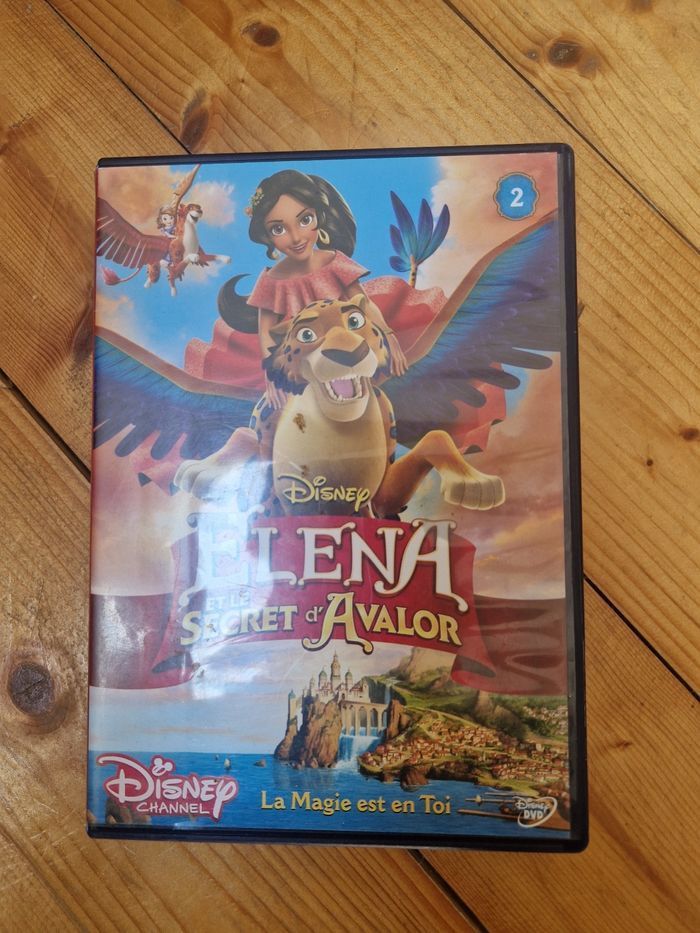 2
Disney
ELENA
ET LE
SECRET d'AVALOR
Disney
CHANNEL
La Magie est en Toi
Disney
DVD